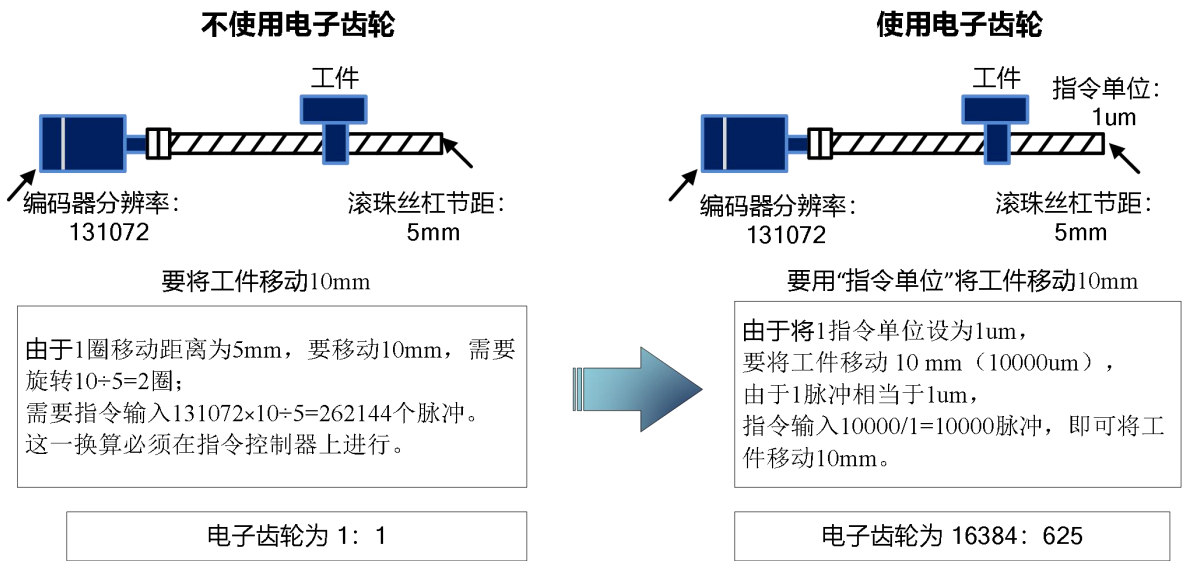 不使用电子齿轮
工件
编码器分辨率：
131072
滚珠丝杠节距：
5mm
要将工件移动10mm
由于1圈移动距离为5mm，要移动10mm，需要
旋转10÷5=2圈；
需要指令输入131072×10÷5=262144个脉冲。
这一换算必须在指令控制器上进行。
电子齿轮为 1：1
使用电子齿轮
工件
指令单位：
1um
编码器分辨率：
131072
滚珠丝杠节距：
5mm
要用“指令单位”将工件移动10mm
由于将1指令单位设为1um，
要将工件移动 10 mm（10000um），
由于1脉冲相当于1um，
指令输入10000/1=10000脉冲，即可将工
件移动10mm。
电子齿轮为 16384：625